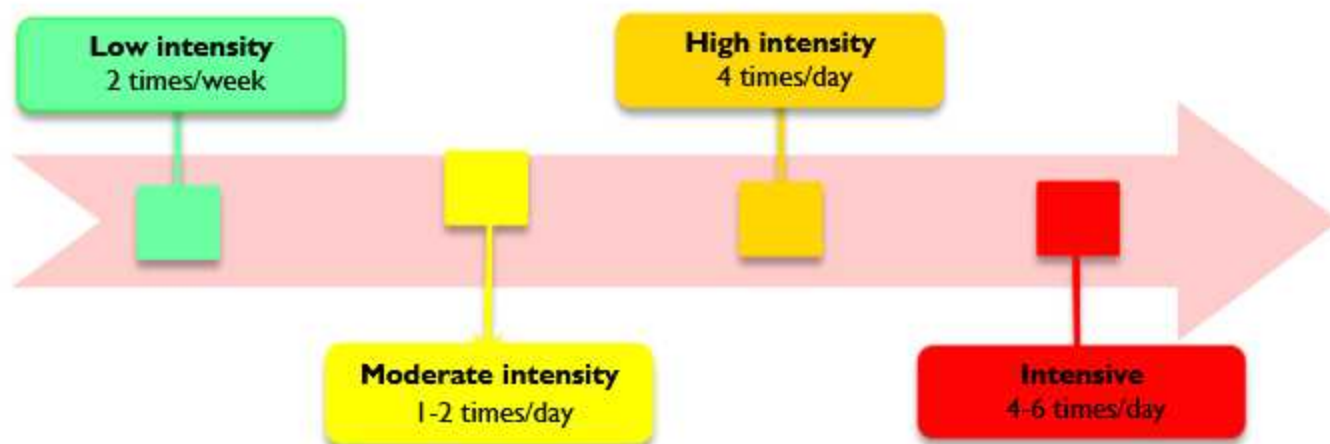 Low intensity
2 times/week
High intensity
4 times/day
Moderate intensity
1-2 times/day
Intensive
4-6 times/day